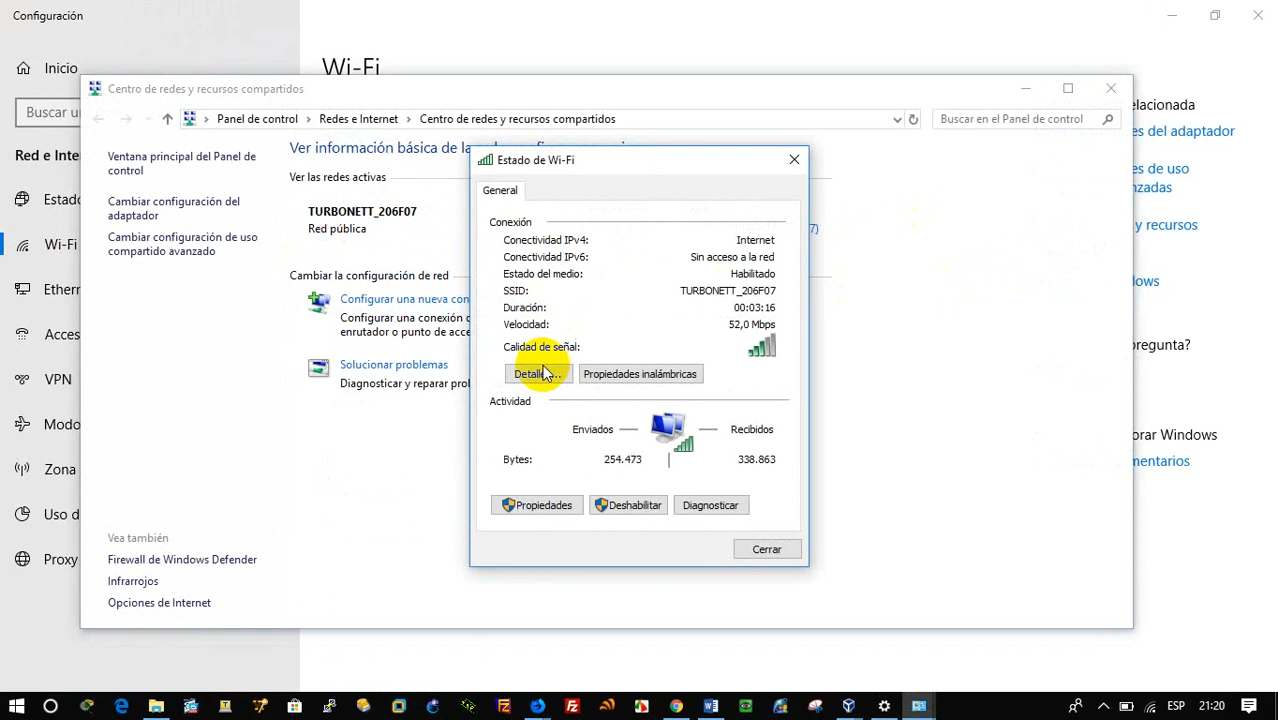 Configuración
Inicio
Buscar un
Red e Inte
Estado
Wi-Fi
Ethern
Acces
VPN
Modo
Zona
Uso d
Proxy
Wi-Fi
elacionada
es del adaptador
es de uso
nzadas
y recursos
ows
pregunta?
orar Windows
mentarios
Centro de redes y recursos compartidos
Panel de control
Redes e Internet
Centro de redes y recursos compartidos
Buscar en el Panel de control
Ventana principal del Panel de
control
Cambiar configuración del
adaptador
Cambiar configuración de uso
compartido avanzado
Vea también
Firewall de Windows Defender
Infrarrojos
Opciones de Internet
Ver información básica de la
Ver las redes activas
TURBONETT_206F07
Red pública
7)
Cambiar la configuración de red
Configurar una nueva con
Configurar una conexión d
enrutador o punto de acce
Solucionar problemas
Diagnosticar y reparar prol
Estado de Wi-Fi
General
Conexión
Conectividad IPv4: Internet
Conectividad IPv6: Sin acceso a la red
Estado del medio: Habilitado
SSID: TURBONETT_206F07
Duración: 00:03:16
Velocidad: 52,0 Mbps
Calidad de señal:
Detalles...
Propiedades inalámbricas
Actividad
Enviados
Recibidos
Bytes: 254.473 338.863
Propiedades
Deshabilitar
Diagnosticar
Cerrar
ESP
21:20